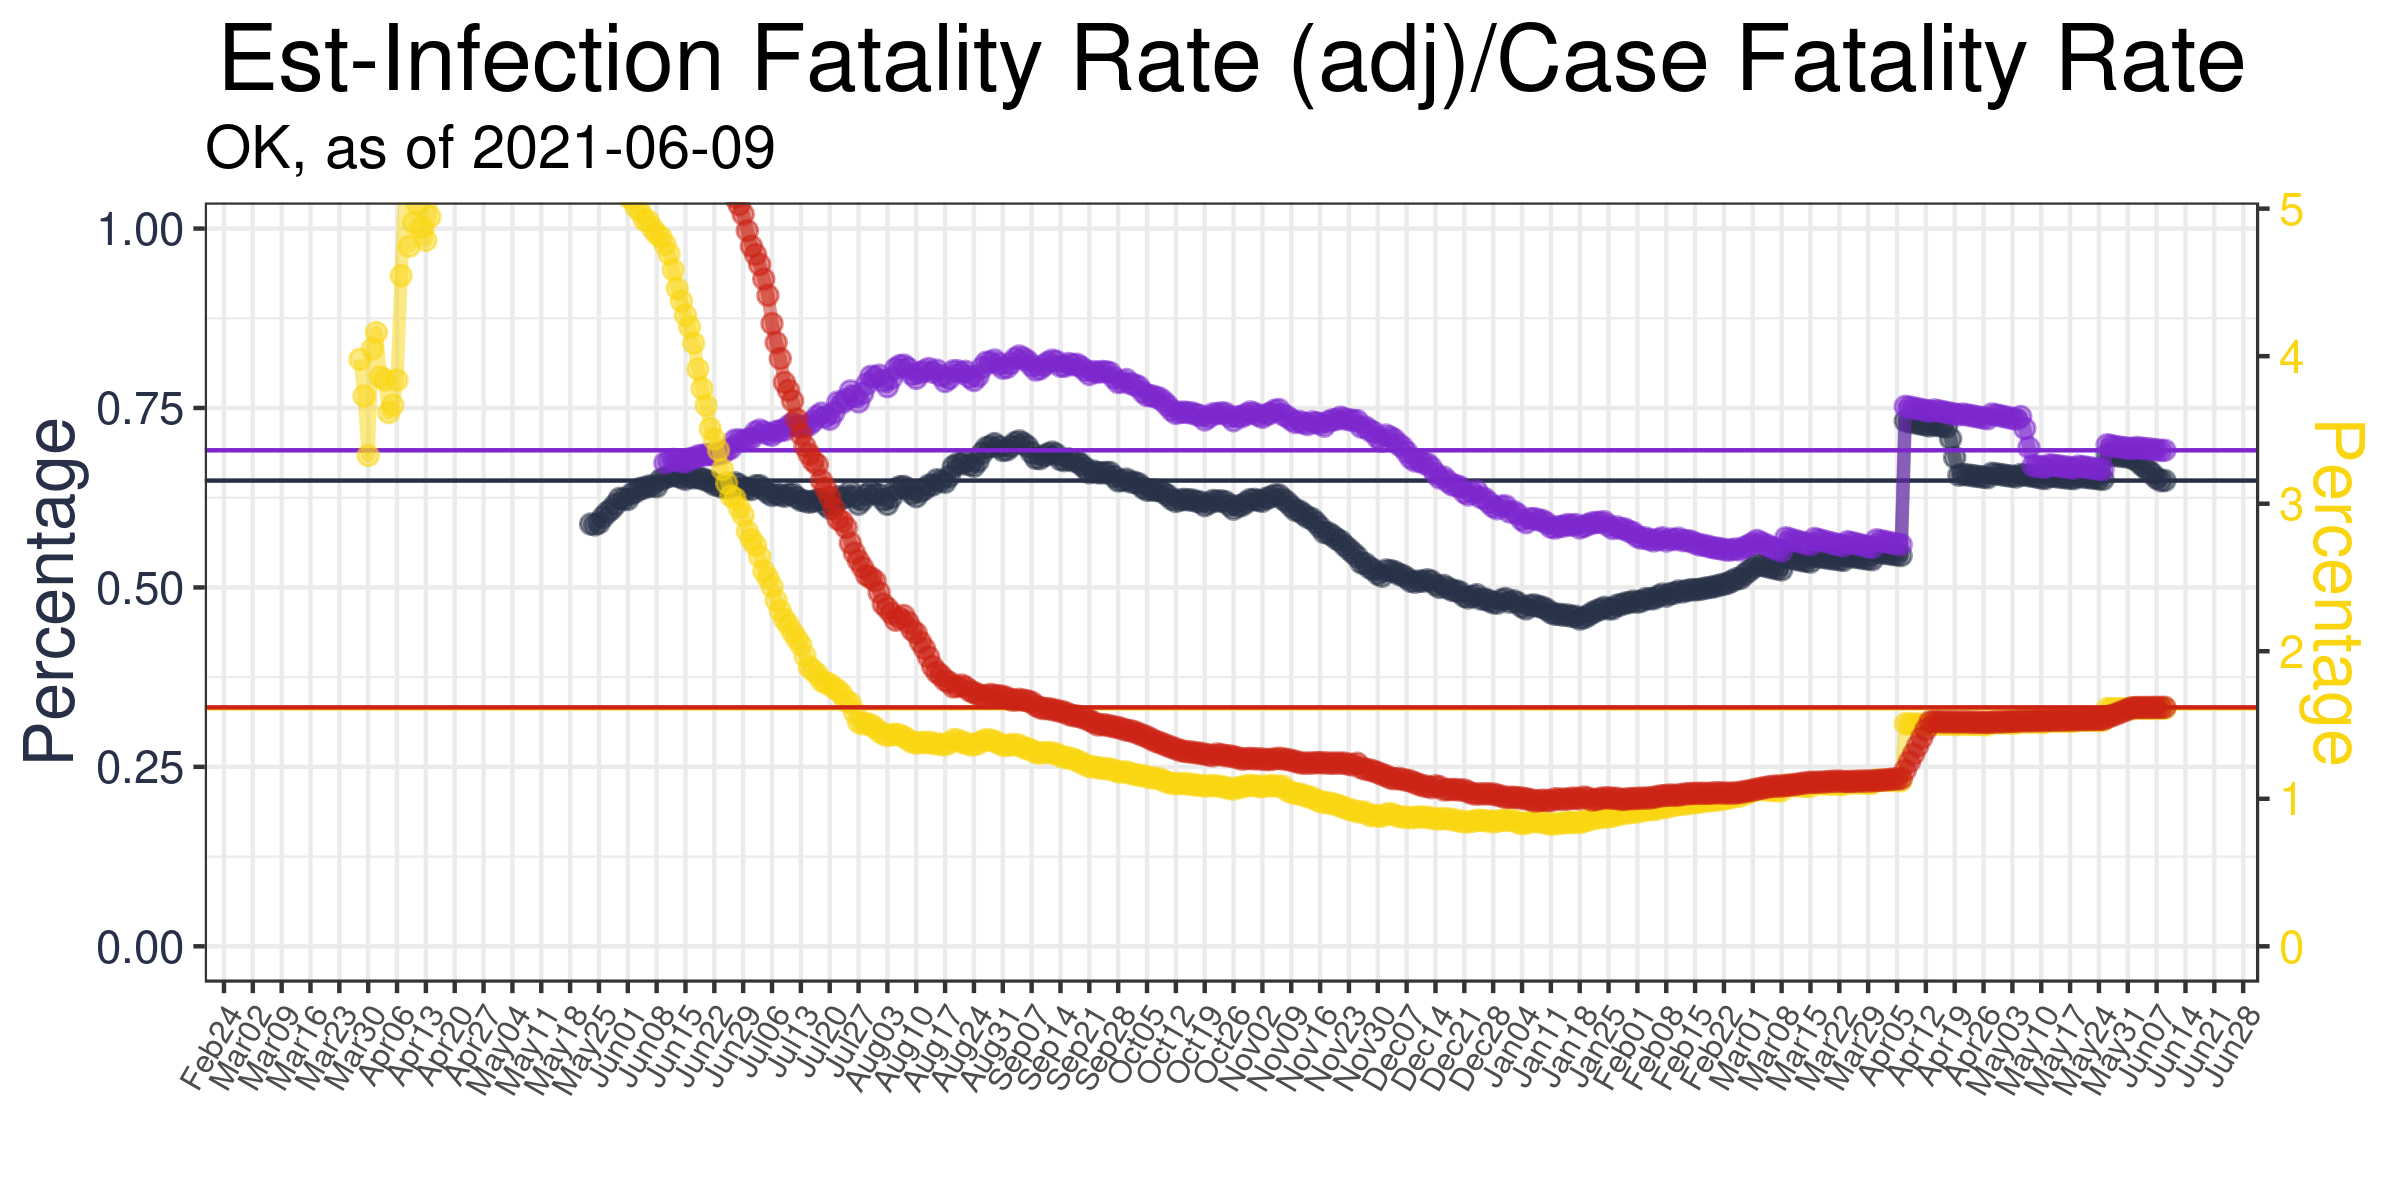 Est-Infection Fatality Rate (adj)/Case Fatality Rate
OK, as of 2021-06-09
Percentage
1.00
0.75
0.50
0.25
0.00
5
4
3
2
1
0
Percentage
Feb24
Mar02
Mar09
Mar16
Mar23
Mar30
Apr06
Apr13
Apr20
Apr27
May04
May11
May18
May25
Jun01
Jun08
Jun15
Jun22
Jun29
Jul06
Jul13
Jul20
Jul27
Aug03
Aug10
Aug17
Aug24
Aug31
Sep07
Sep14
Sep21
Sep28
Oct05
Oct12
Oct19
Oct26
Nov02
Nov09
Nov16
Nov23
Nov30
Dec07
Dec14
Dec21
Dec28
Jan04
Jan11
Jan18
Jan25
Feb01
Feb08
Feb15
Feb22
Mar01
Mar08
Mar15
Mar22
Mar29
Apr05
Apr12
Apr19
Apr26
May03
May10
May17
May24
May31
Jun07
Jun14
Jun21
Jun28